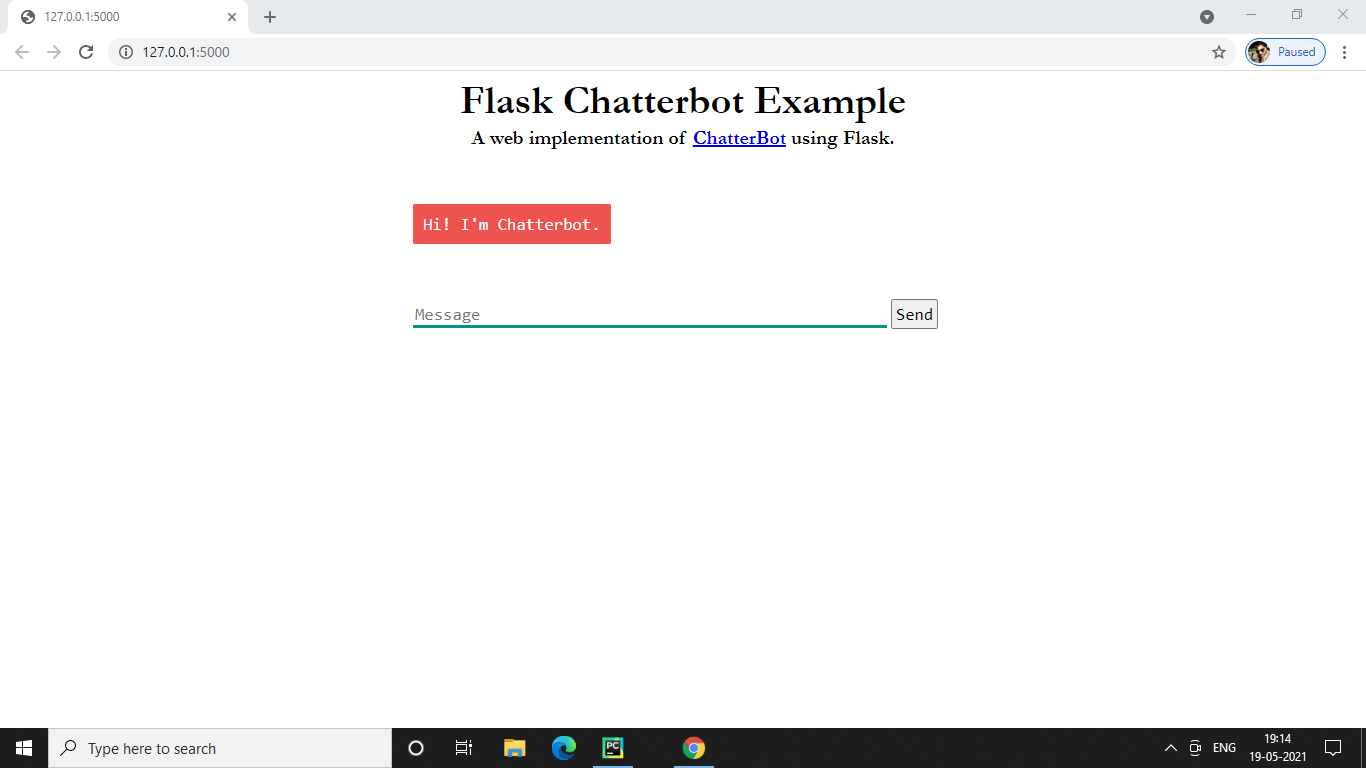 127.0.0.1:5000
127.0.0.1:5000
Paused
Flask Chatterbot Example
A web implementation of ChatterBot using Flask.
Hi! I'm Chatterbot.
Message
Send
Type here to search
PC
ENG
19:14
19-05-2021